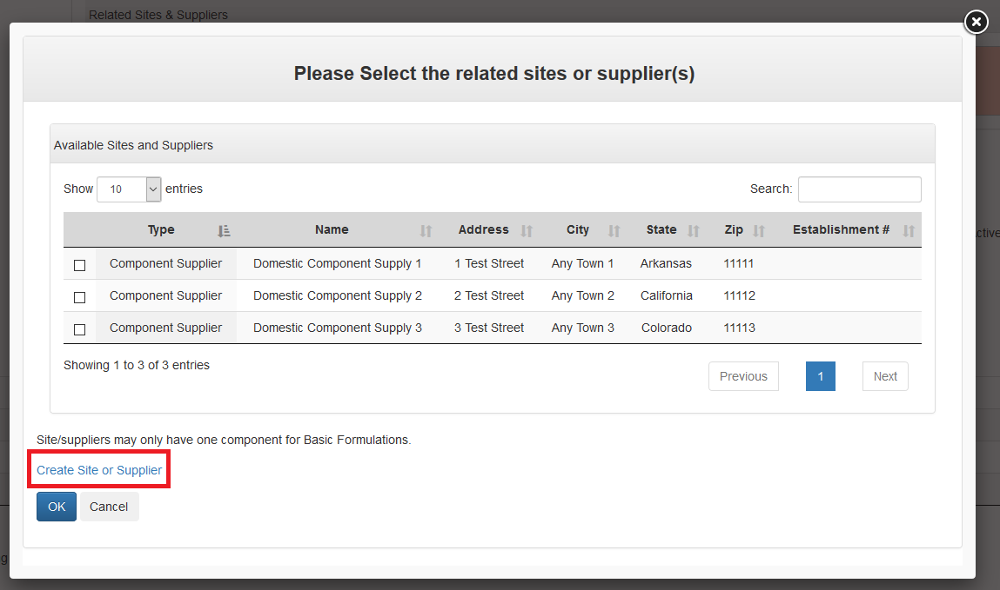 Related Sites & Suppliers
Please Select the related sites or supplier(s)
Available Sites and Suppliers
Show 10 entries Search:
Type Name Address City State Zip Establishment #
Component Supplier Domestic Component Supply 1 1 Test Street Any Town 1 Arkansas 11111
Component Supplier Domestic Component Supply 2 2 Test Street Any Town 2 California 11112
Component Supplier Domestic Component Supply 3 3 Test Street Any Town 3 Colorado 11113
Showing 1 to 3 of 3 entries
Previous 1 Next
Site/suppliers may only have one component for Basic Formulations.
Create Site or Supplier
OK Cancel